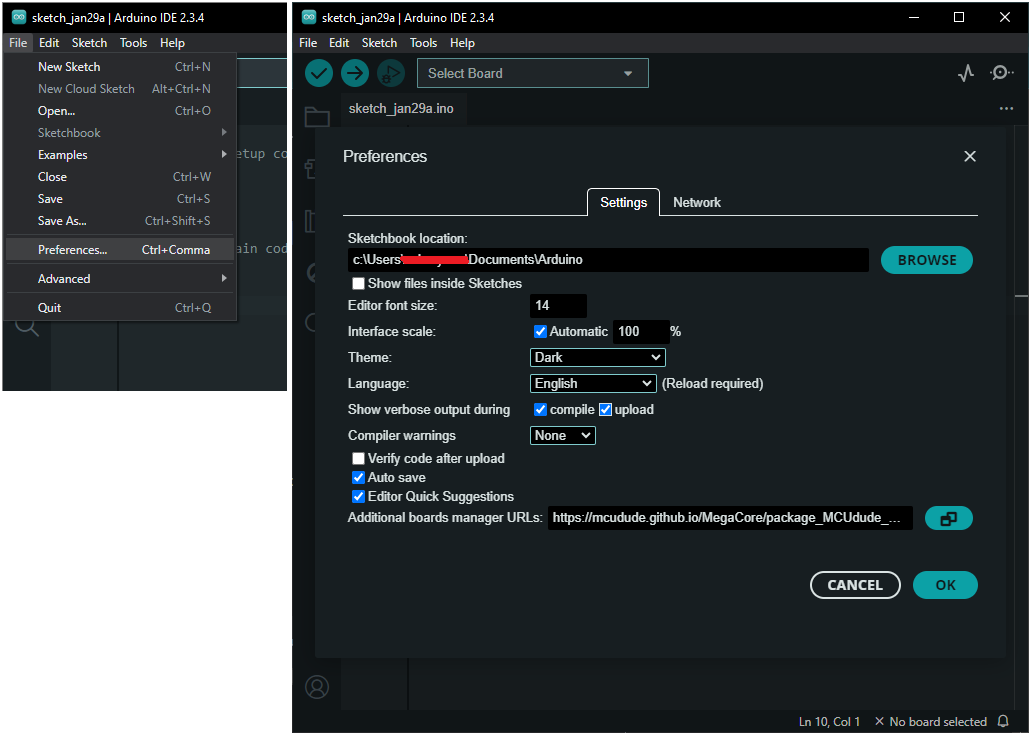 sketch_jan29a | Arduino IDE 2.3.4
File Edit Sketch Tools Help
New Sketch Ctrl+N
New Cloud Sketch Alt+Ctrl+N
Open... Ctrl+O
Sketchbook
Examples
Close Ctrl+W
Save Ctrl+S
Save As... Ctrl+Shift+S
Preferences... Ctrl+Comma
Advanced
Quit Ctrl+Q
etup co
ain cod
sketch_jan29a | Arduino IDE 2.3.4
File Edit Sketch Tools Help
Select Board
sketch_jan29a.ino
Preferences
Settings Network
Sketchbook location:
c:\Users\ \Documents\Arduino BROWSE
Show files inside Sketches
Editor font size: 14
Interface scale: Automatic 100 %
Theme: Dark
Language: English (Reload required)
Show verbose output during compile upload
Compiler warnings None
Verify code after upload
Auto save
Editor Quick Suggestions
Additional boards manager URLs: https://mcudude.github.io/MegaCore/package_MCUdude_...
CANCEL OK
Ln 10, Col 1 No board selected